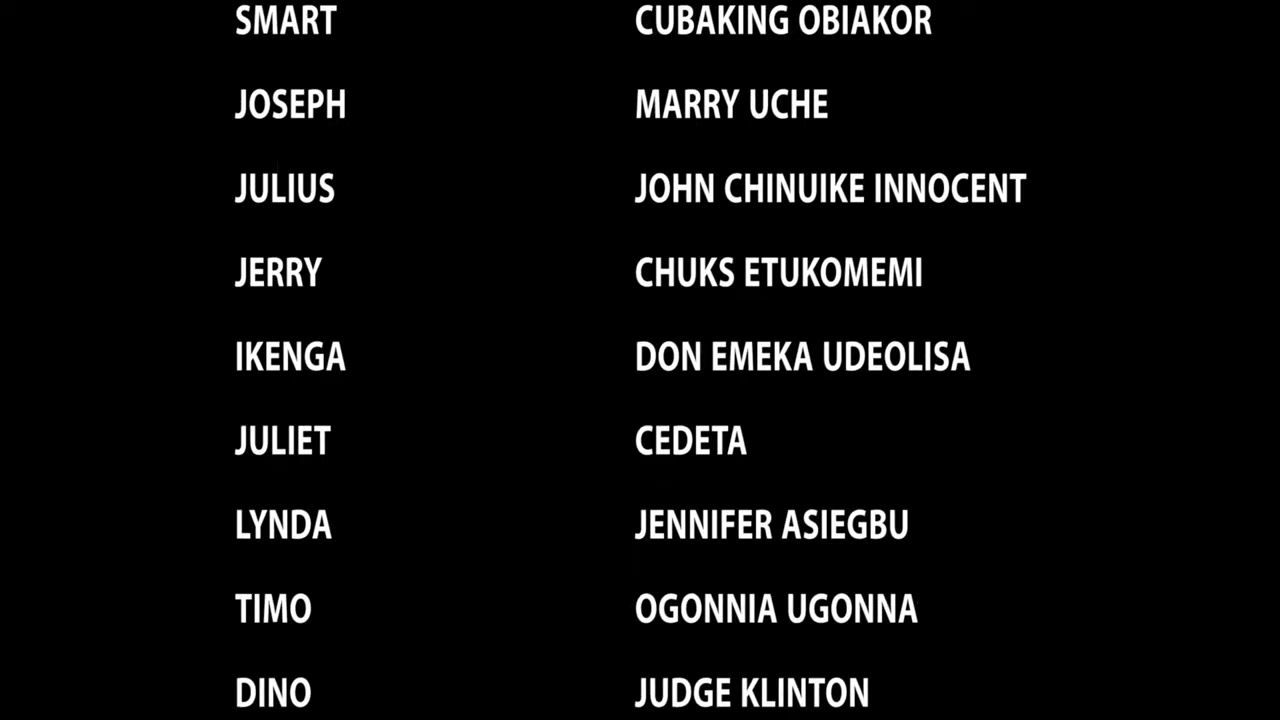 SMART CUBAKING OBIAKOR
JOSEPH MARRY UCHE
JULIUS JOHN CHINUIKE INNOCENT
JERRY CHUKS ETUKOMEMI
IKENGA DON EMEKA UDEOLISA
JULIET CEDETA
LYNDA JENNIFER ASIEGBU
TIMO OGONNIA UGONNA
DINO JUDGE KLINTON